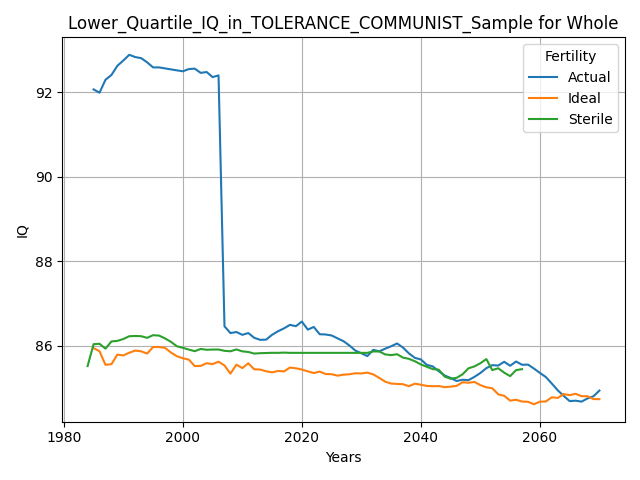 Lower_Quartile_IQ_in_TOLERANCE_COMMUNIST_Sample for Whole
Fertility
Actual
Ideal
Sterile
92
90
88
86
IQ
1980
2000
2020
2040
2060
Years